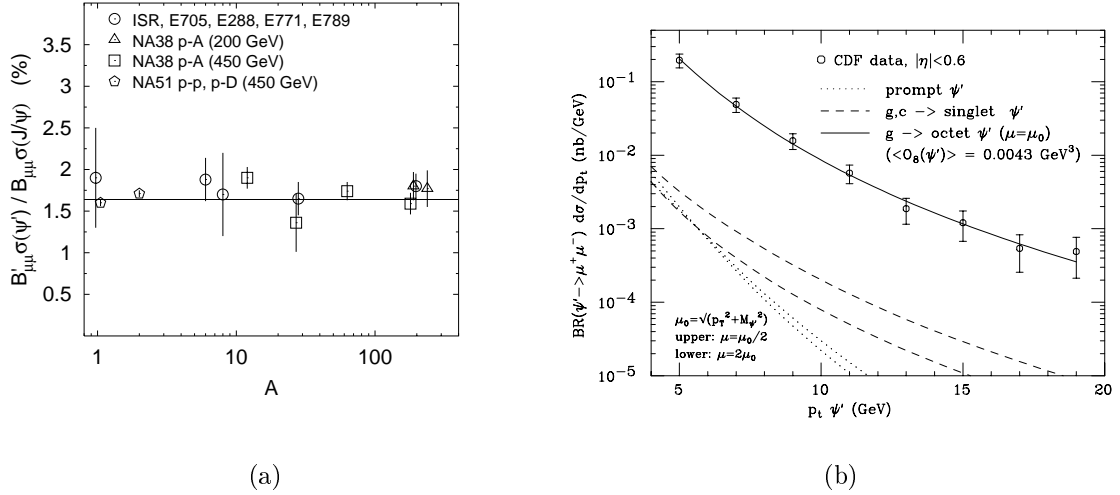 ISR, E705, E288, E771, E789
NA38 p-A (200 GeV)
NA38 p-A (450 GeV)
NA51 p-p, p-D (450 GeV)
B'μμσ(ψ') / Bμμσ(J/ψ) (%)
3.5
3
2.5
2
1.5
1
0.5
1 10 100
A
(a)
CDF data, |η|<0.6
prompt ψ'
g,c -> singlet ψ'
g -> octet ψ' (μ=μ₀)
(<O₈(ψ')> = 0.0043 GeV³)
BR(ψ'->μ⁺μ⁻) dσ/dpₜ (nb/GeV)
10⁻¹
10⁻²
10⁻³
10⁻⁴
10⁻⁵
μ₀=√(p_T²+M_ψ'²)
upper: μ=μ₀/2
lower: μ=2μ₀
5 10 15 20
pₜ ψ' (GeV)
(b)